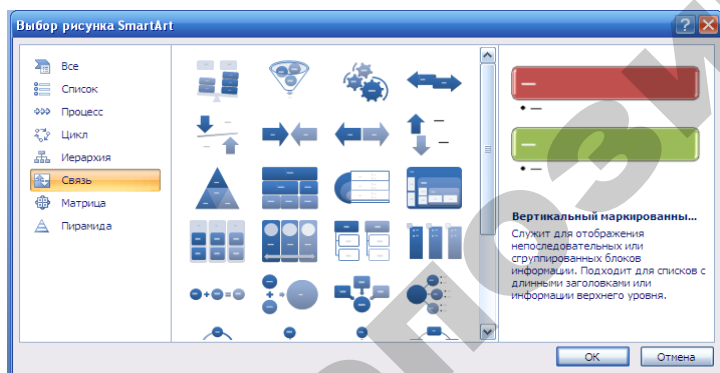 Выбор рисунка SmartArt
Все
Список
Процесс
Цикл
Иерархия
Связь
Матрица
Пирамида
Вертикальный маркированны...
Служит для отображения
непоследовательных или
сгруппированных блоков
информации. Подходит для списков с
длинными заголовками или
информации верхнего уровня.
ОК
Отмена